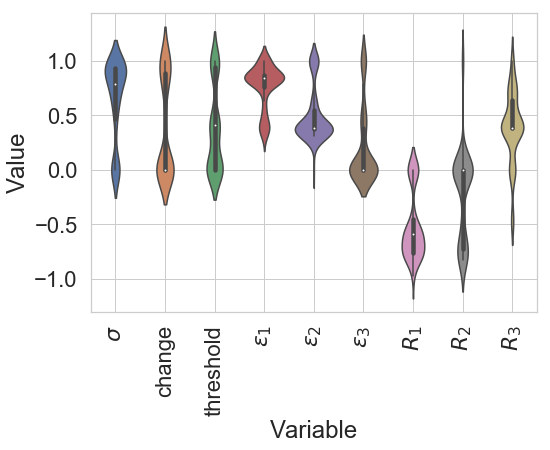 Value
1.0
0.5
0.0
−0.5
−1.0
σ
change
threshold
ε₁
ε₂
ε₃
R₁
R₂
R₃
Variable